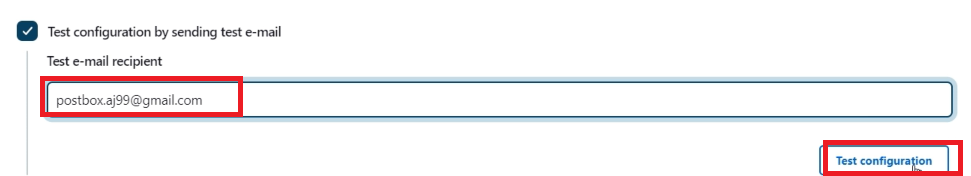 Test configuration by sending test e-mail
Test e-mail recipient
postbox.aj99@gmail.com
Test configuration